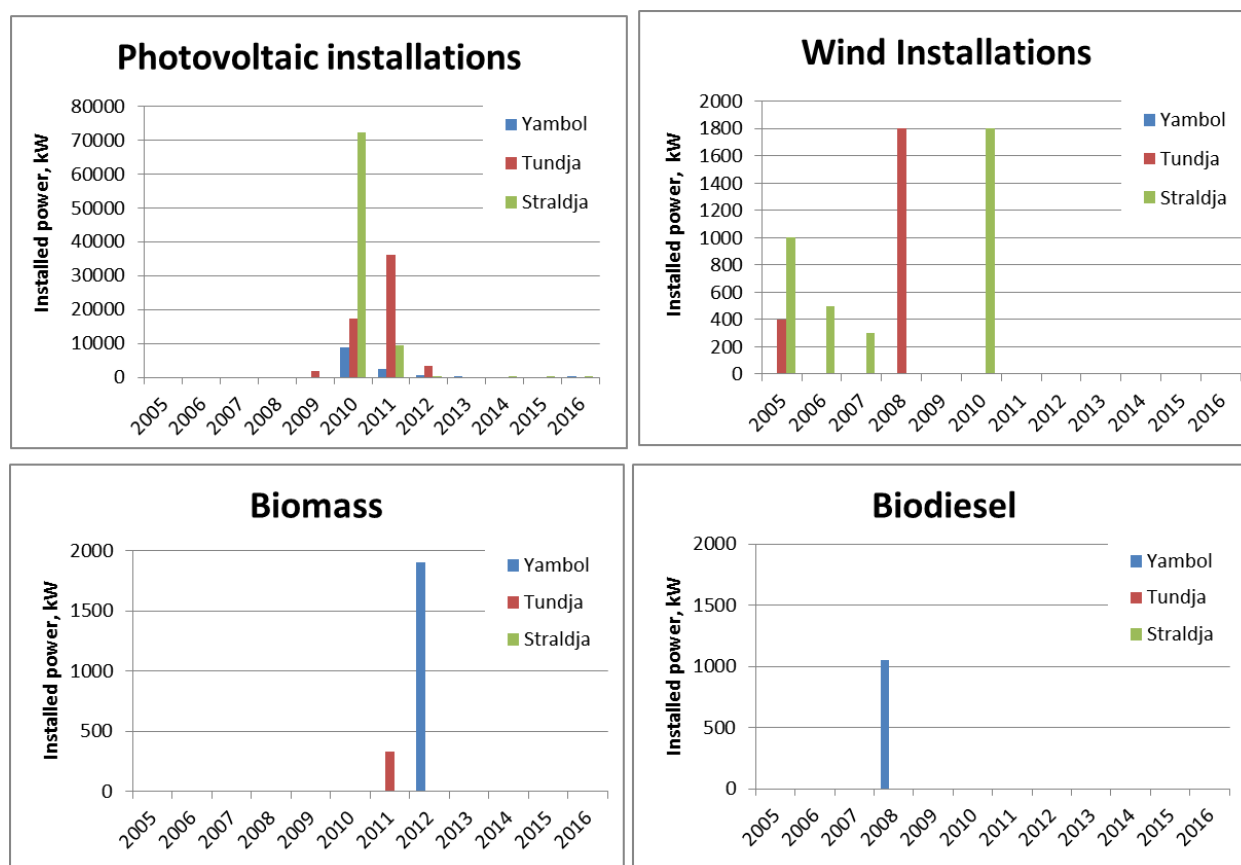 Photovoltaic installations
Installed power, kW
80000
70000
60000
50000
40000
30000
20000
10000
0
2005 2006 2007 2008 2009 2010 2011 2012 2013 2014 2015 2016
Yambol
Tundja
Straldja
Wind Installations
Installed power, kW
2000
1800
1600
1400
1200
1000
800
600
400
200
0
2005 2006 2007 2008 2009 2010 2011 2012 2013 2014 2015 2016
Yambol
Tundja
Straldja
Biomass
Installed power, kW
2000
1500
1000
500
0
2005 2006 2007 2008 2009 2010 2011 2012 2013 2014 2015 2016
Yambol
Tundja
Straldja
Biodiesel
Installed power, kW
2000
1500
1000
500
0
2005 2006 2007 2008 2009 2010 2011 2012 2013 2014 2015 2016
Yambol
Tundja
Straldja